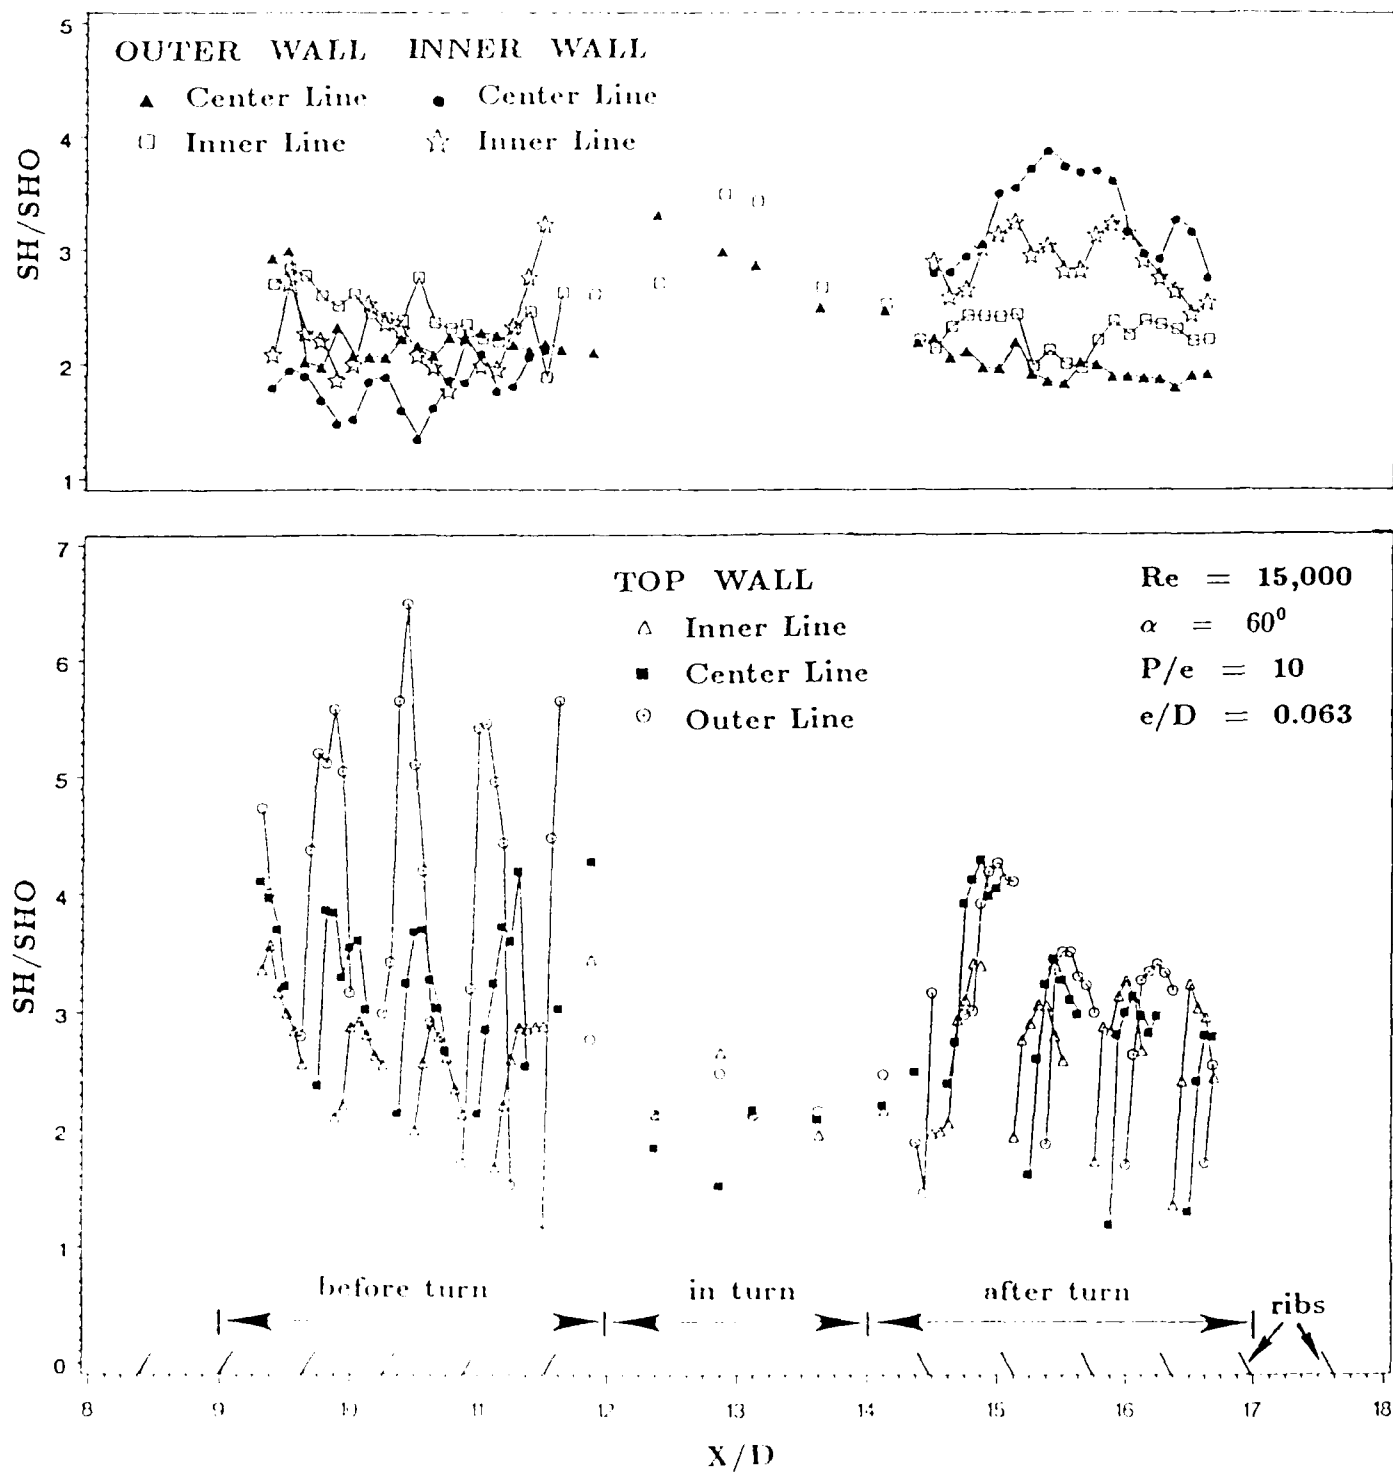 5
OUTER WALL INNER WALL
Center Line Center Line
Inner Line Inner Line
4
3
2
1
SH/SHO
7
TOP WALL
Inner Line
Center Line
Outer Line
Re = 15,000
α = 60⁰
P/e = 10
e/D = 0.063
6
5
4
3
2
1
0
SH/SHO
before turn
in turn
after turn
ribs
8 9 10 11 12 13 14 15 16 17 18
X/D